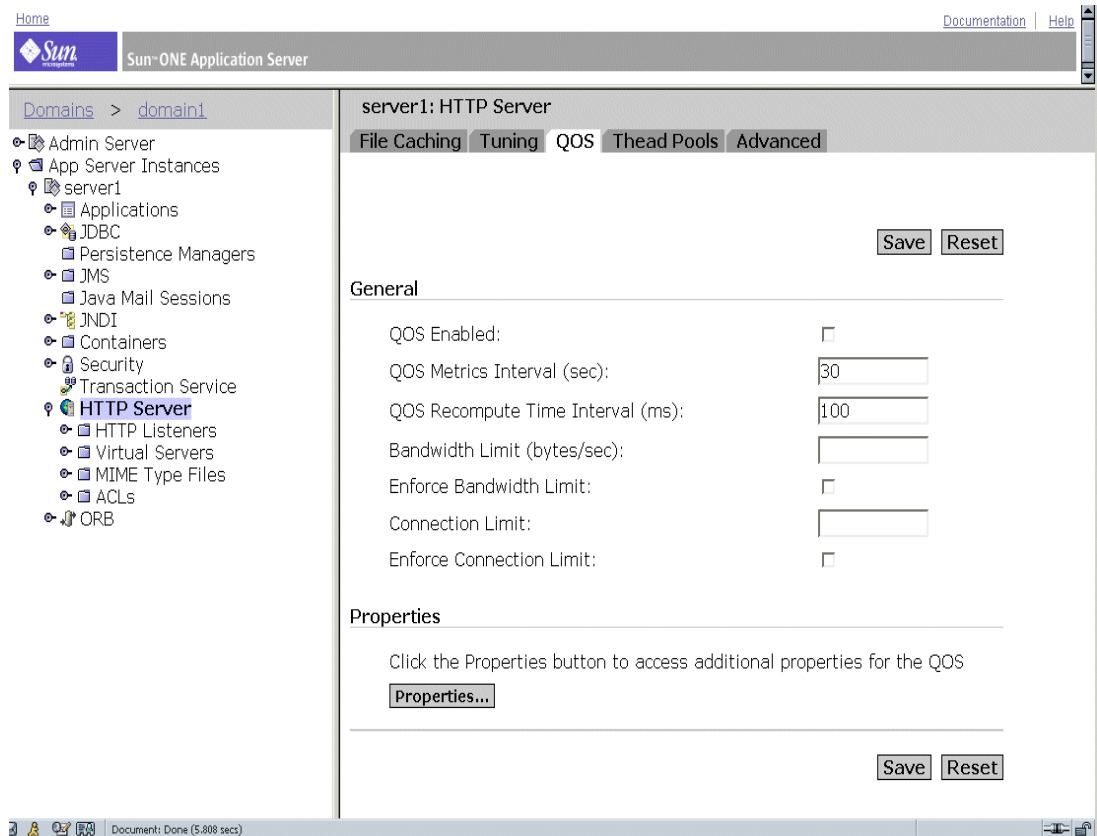 Home
Documentation | Help
Sun microsystems
Sun™ ONE Application Server
Domains > domain1
Admin Server
App Server Instances
server1
Applications
JDBC
Persistence Managers
JMS
Java Mail Sessions
JNDI
Containers
Security
Transaction Service
HTTP Server
HTTP Listeners
Virtual Servers
MIME Type Files
ACLs
ORB
server1: HTTP Server
File Caching Tuning QOS Thead Pools Advanced
Save Reset
General
QOS Enabled:
QOS Metrics Interval (sec): 30
QOS Recompute Time Interval (ms): 100
Bandwidth Limit (bytes/sec):
Enforce Bandwidth Limit:
Connection Limit:
Enforce Connection Limit:
Properties
Click the Properties button to access additional properties for the QOS
Properties...
Save Reset
Document: Done (5.808 secs)